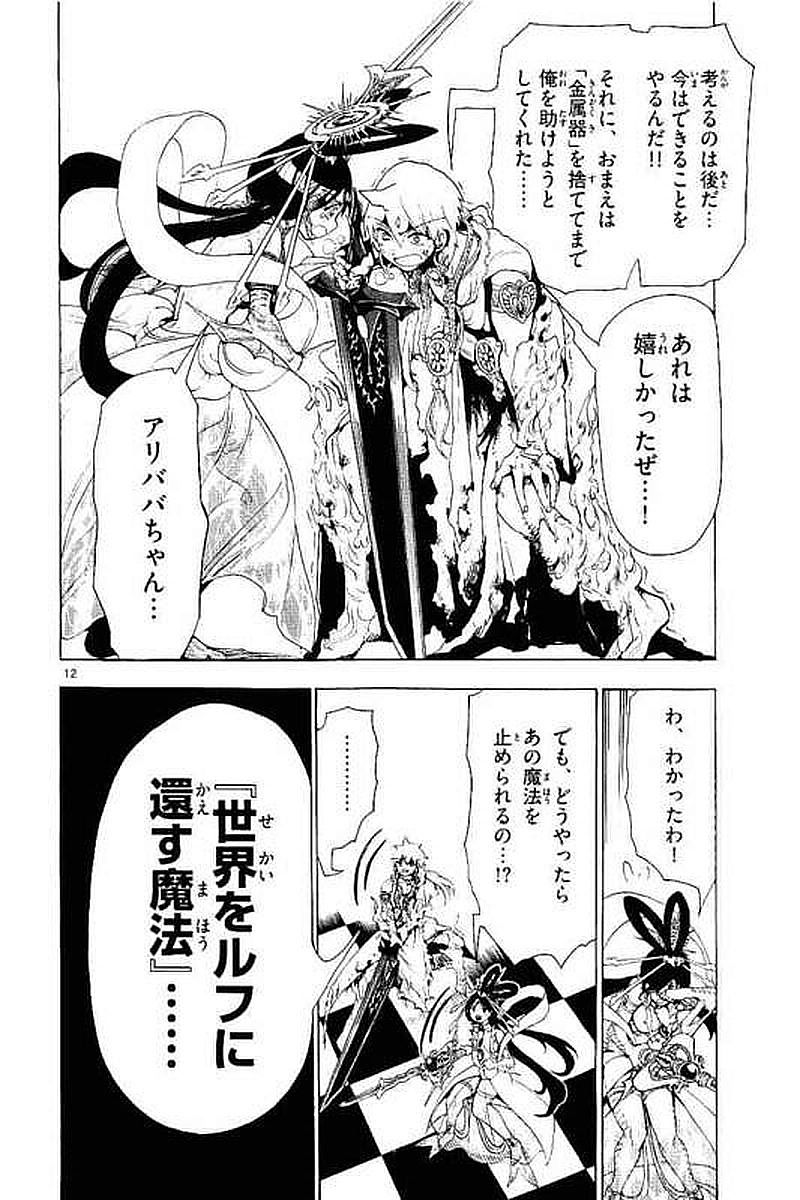 考えるのは後だ…
今はできることを
やるんだ!!
それに、おまえは
「金属器」を捨ててまで
俺を助けようと
してくれた……
あれは
嬉しかったぜ…!
アリババちゃん…
12
わ、わかったわ!
でも、どうやったら
あの魔法を
止められるの…!?
………
『世界をルフに
還す魔法』……